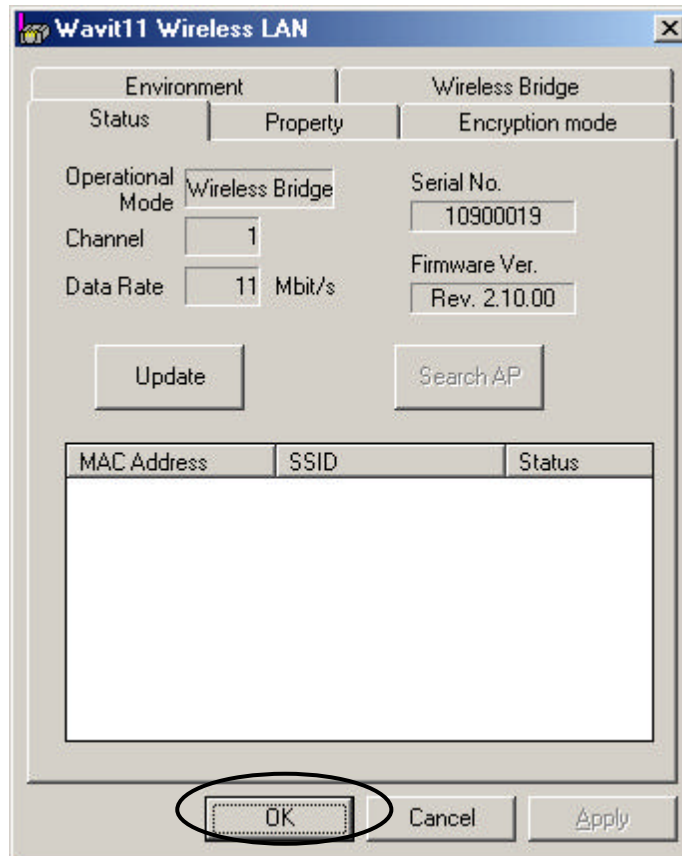 Wavit11 Wireless LAN
Environment Wireless Bridge
Status Property Encryption mode
Operational Mode Wireless Bridge
Channel 1
Data Rate 11 Mbit/s
Serial No.
10900019
Firmware Ver.
Rev. 2.10.00
Update Search AP
MAC Address SSID Status
OK Cancel Apply